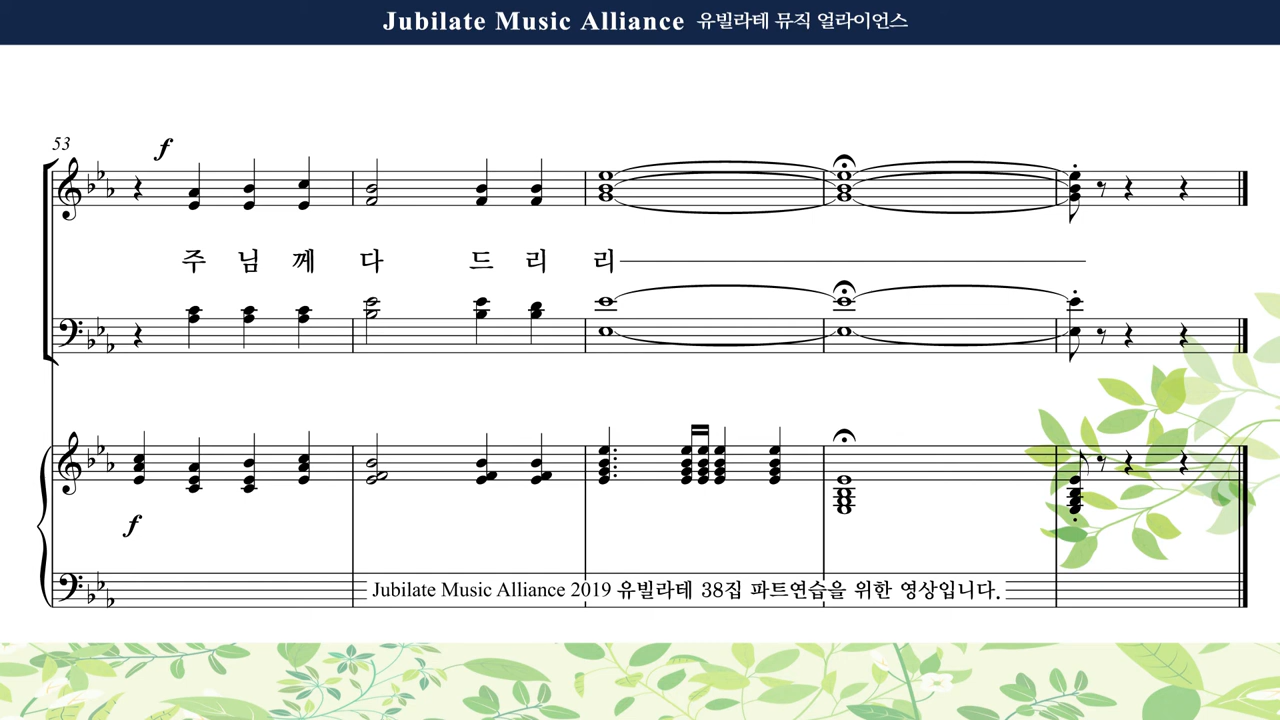 Jubilate Music Alliance 유빌라테 뮤직 얼라이언스
53
f
주 님 께 다 드 리 리
f
Jubilate Music Alliance 2019 유빌라테 38집 파트연습을 위한 영상입니다.